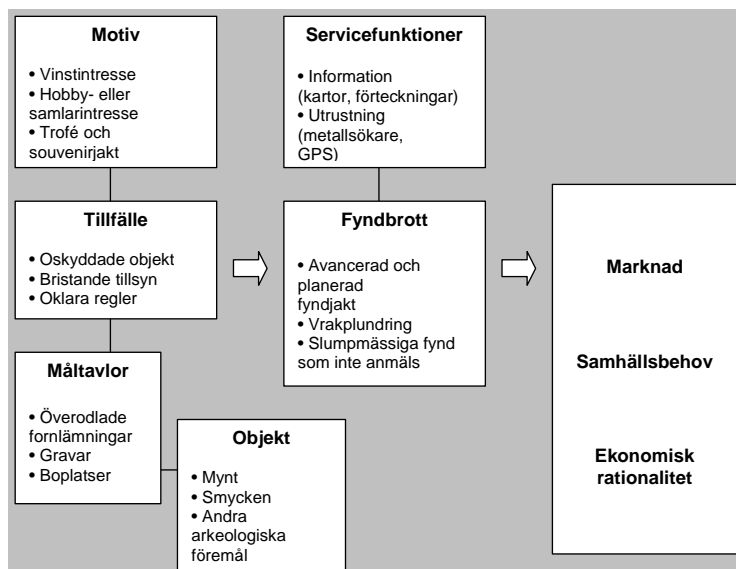 Motiv
• Vinstintresse
• Hobby- eller
samlarintresse
• Trofé och
souvenirjakt
Servicefunktioner
• Information
(kartor, förteckningar)
• Utrustning
(metallsökare,
GPS)
Tillfälle
• Oskyddade objekt
• Bristande tillsyn
• Oklara regler
Fyndbrott
• Avancerad och
planerad
fyndjakt
• Vrakplundring
• Slumpmässiga fynd
som inte anmäls
Marknad
Samhällsbehov
Ekonomisk
rationalitet
Måltavlor
• Överodlade
fornlämningar
• Gravar
• Boplatser
Objekt
• Mynt
• Smycken
• Andra
arkeologiska
föremål